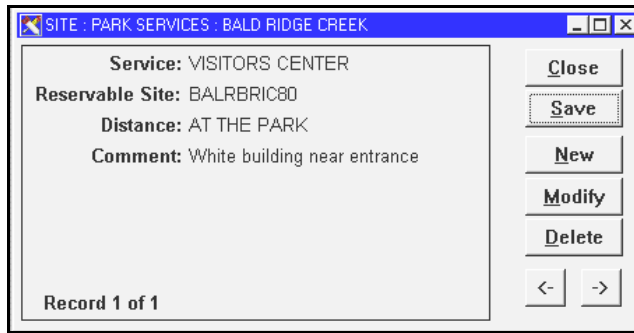 SITE : PARK SERVICES : BALD RIDGE CREEK
Service: VISITORS CENTER
Reservable Site: BALRBRIC80
Distance: AT THE PARK
Comment: White building near entrance
Record 1 of 1
Close
Save
New
Modify
Delete
<- ->